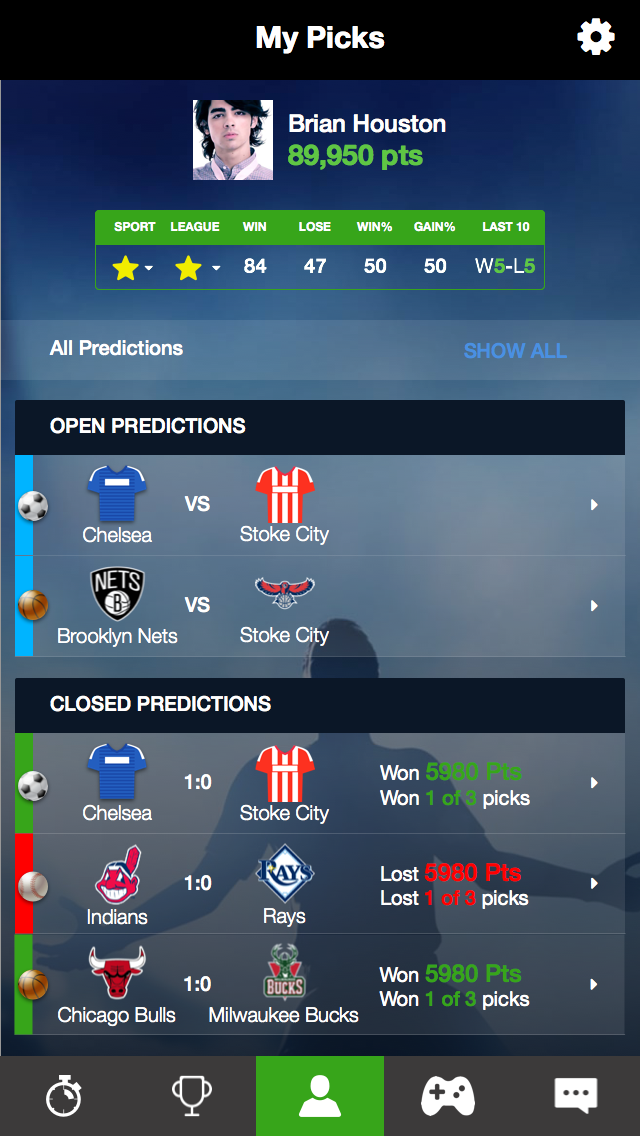 My Picks
Brian Houston
89,950 pts
SPORT LEAGUE WIN LOSE WIN% GAIN% LAST 10
84 47 50 50 W5-L5
All Predictions SHOW ALL
OPEN PREDICTIONS
VS
Chelsea Stoke City
NETS
B
VS
Brooklyn Nets Stoke City
CLOSED PREDICTIONS
1:0
Chelsea Stoke City
Won 5980 Pts
Won 1 of 3 picks
1:0
RAYS
Indians Rays
Lost 5980 Pts
Lost 1 of 3 picks
1:0
BUCKS
Chicago Bulls Milwaukee Bucks
Won 5980 Pts
Won 1 of 3 picks